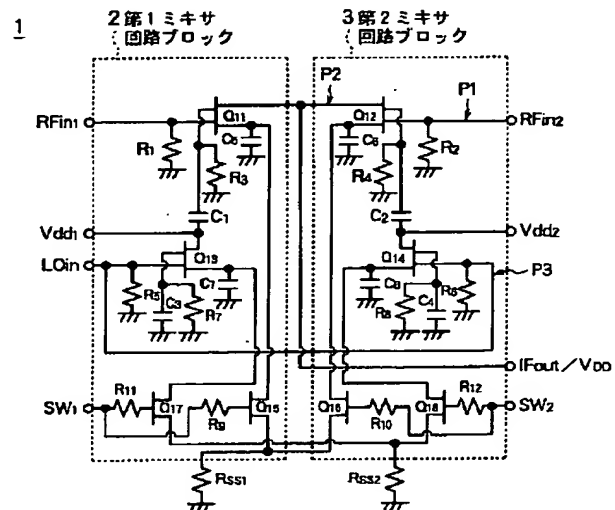 1
2 第1ミキサ
回路ブロック
3 第2ミキサ
回路ブロック
P2
P1
RFin1
Q11
Q12
RFin2
R1
C5
C6
R2
R3
R4
C1
C2
Vdd1
Vdd2
LOin
Q13
Q14
P3
R5
C3
R7
C7
C8
R8
C4
R6
IFout/VDD
SW1
R11
Q17
R9
Q15
Q16
R10
Q18
R12
SW2
RSS1
RSS2